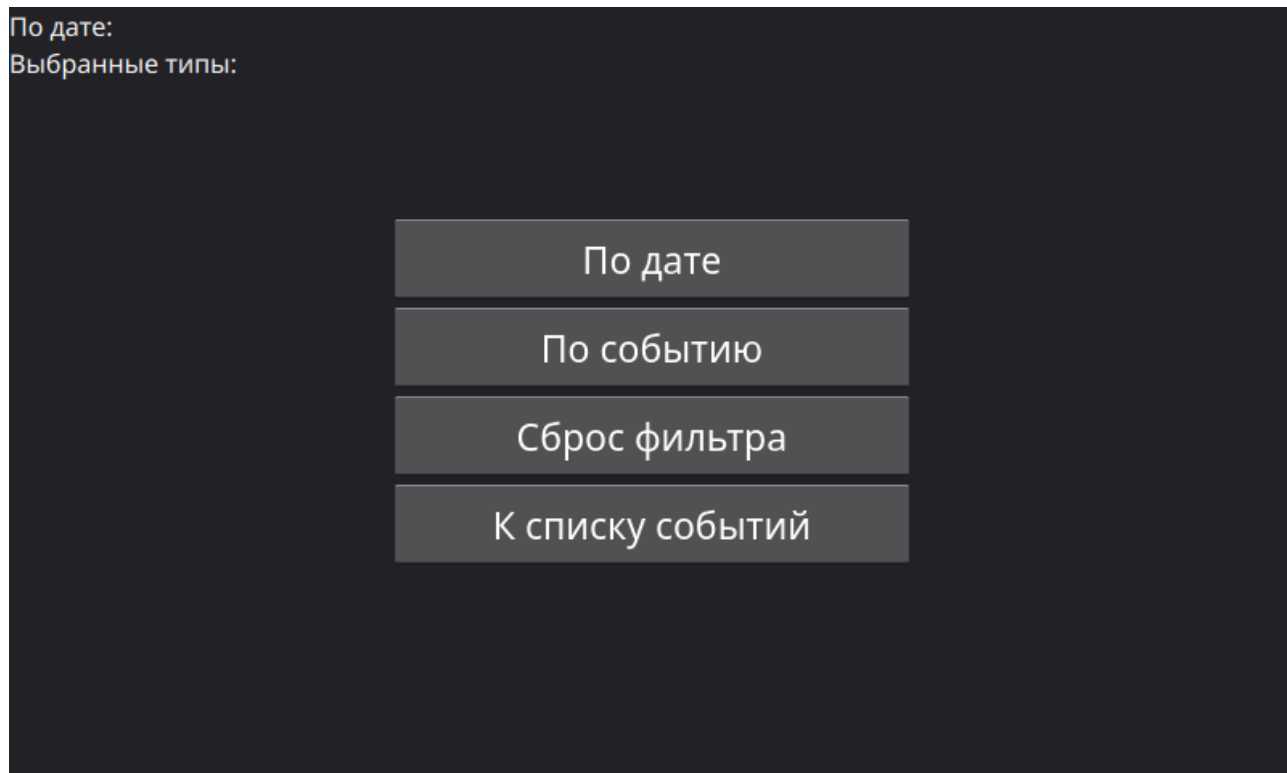 По дате:
Выбранные типы:
По дате
По событию
Сброс фильтра
К списку событий